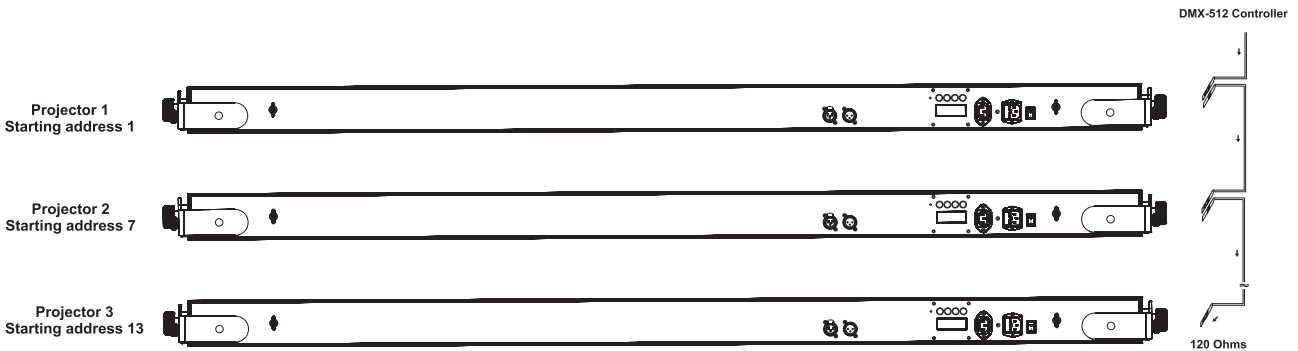 DMX-512 Controller
Projector 1
Starting address 1
Projector 2
Starting address 7
Projector 3
Starting address 13
120 Ohms